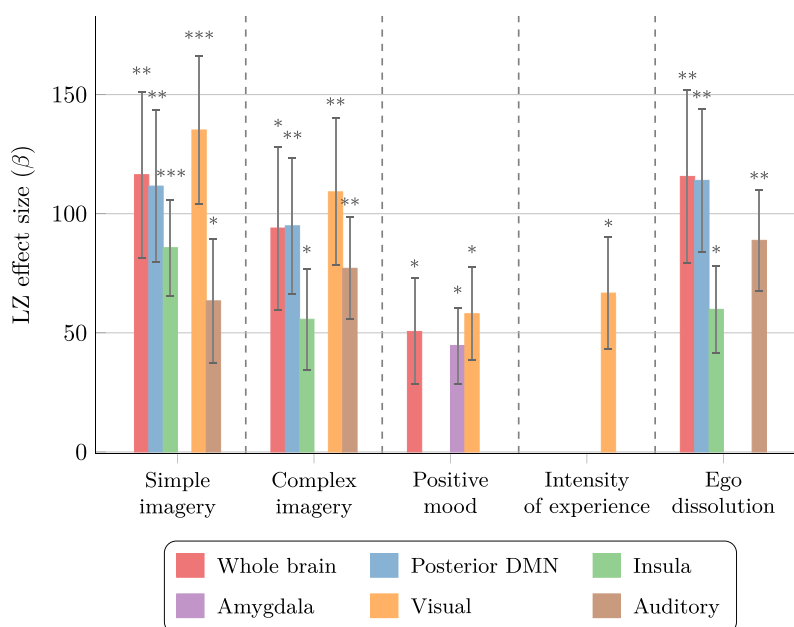 ***
**
**
***
*
*
**
*
**
**
*
*
*
*
**
**
*
**
150
100
50
0
LZ effect size (β)
Simple
imagery
Complex
imagery
Positive
mood
Intensity
of experience
Ego
dissolution
Whole brain
Posterior DMN
Insula
Amygdala
Visual
Auditory